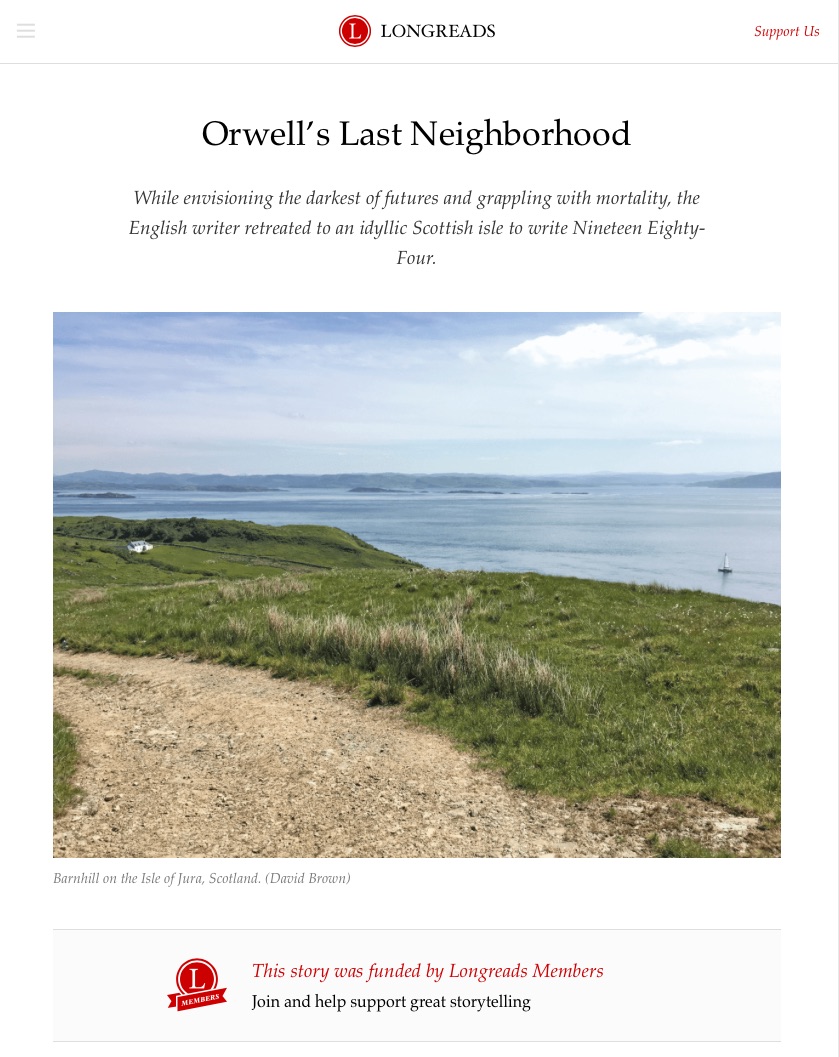 L LONGREADS
Support Us
Orwell’s Last Neighborhood
While envisioning the darkest of futures and grappling with mortality, the
English writer retreated to an idyllic Scottish isle to write Nineteen Eighty-
Four.
Barnhill on the Isle of Jura, Scotland. (David Brown)
L
MEMBERS
This story was funded by Longreads Members
Join and help support great storytelling